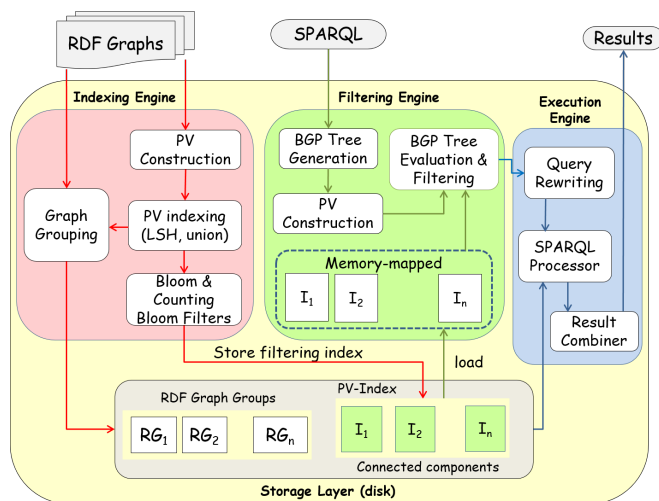 RDF Graphs
SPARQL
Results
Indexing Engine
Filtering Engine
Execution
Engine
PV
Construction
BGP Tree
Generation
BGP Tree
Evaluation &
Filtering
Query
Rewriting
Graph
Grouping
PV indexing
(LSH, union)
PV
Construction
SPARQL
Processor
Memory-mapped
Bloom &
Counting
Bloom Filters
I1
I2
In
Result
Combiner
Store filtering index
load
PV-Index
RDF Graph Groups
RG1
RG2
RGn
I1
I2
In
Connected components
Storage Layer (disk)